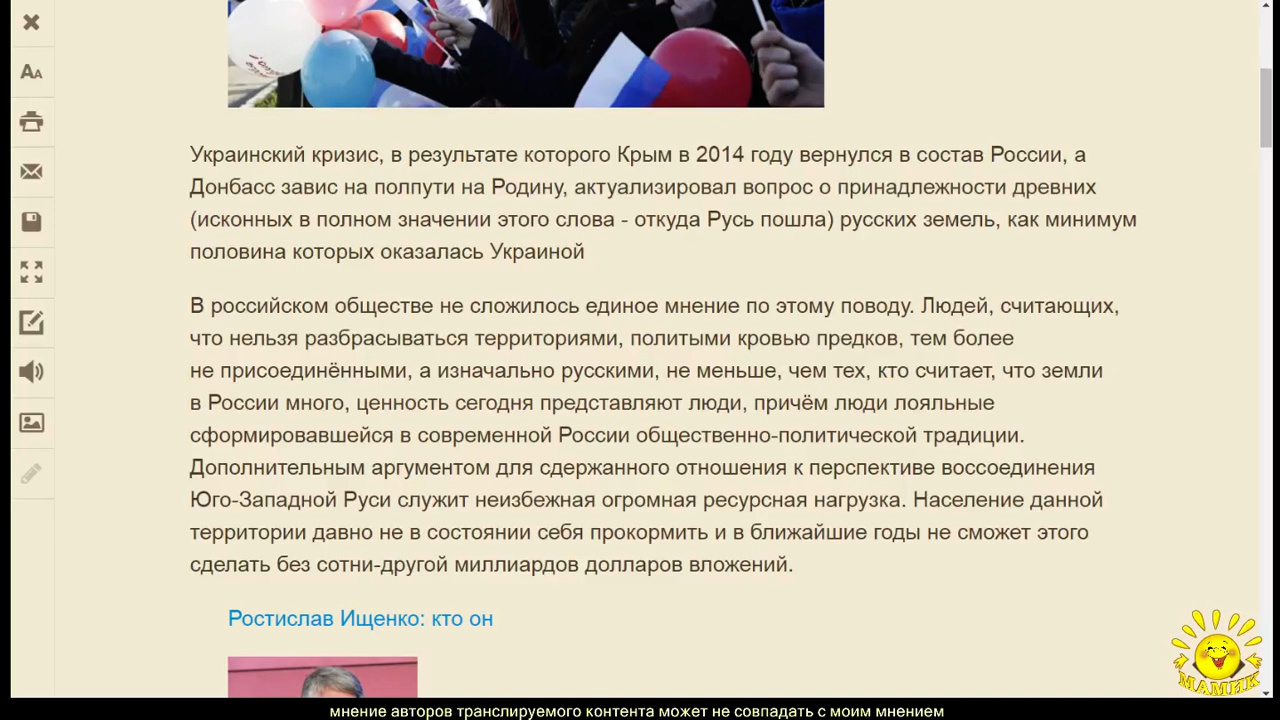 Украинский кризис, в результате которого Крым в 2014 году вернулся в состав России, а
Донбасс завис на полпути на Родину, актуализировал вопрос о принадлежности древних
(исконных в полном значении этого слова - откуда Русь пошла) русских земель, как минимум
половина которых оказалась Украиной
В российском обществе не сложилось единое мнение по этому поводу. Людей, считающих,
что нельзя разбрасываться территориями, политыми кровью предков, тем более
не присоединёнными, а изначально русскими, не меньше, чем тех, кто считает, что земли
в России много, ценность сегодня представляют люди, причём люди лояльные
сформировавшейся в современной России общественно-политической традиции.
Дополнительным аргументом для сдержанного отношения к перспективе воссоединения
Юго-Западной Руси служит неизбежная огромная ресурсная нагрузка. Население данной
территории давно не в состоянии себя прокормить и в ближайшие годы не сможет этого
сделать без сотни-другой миллиардов долларов вложений.
Ростислав Ищенко: кто он
МАМИК
мнение авторов транслируемого контента может не совпадать с моим мнением